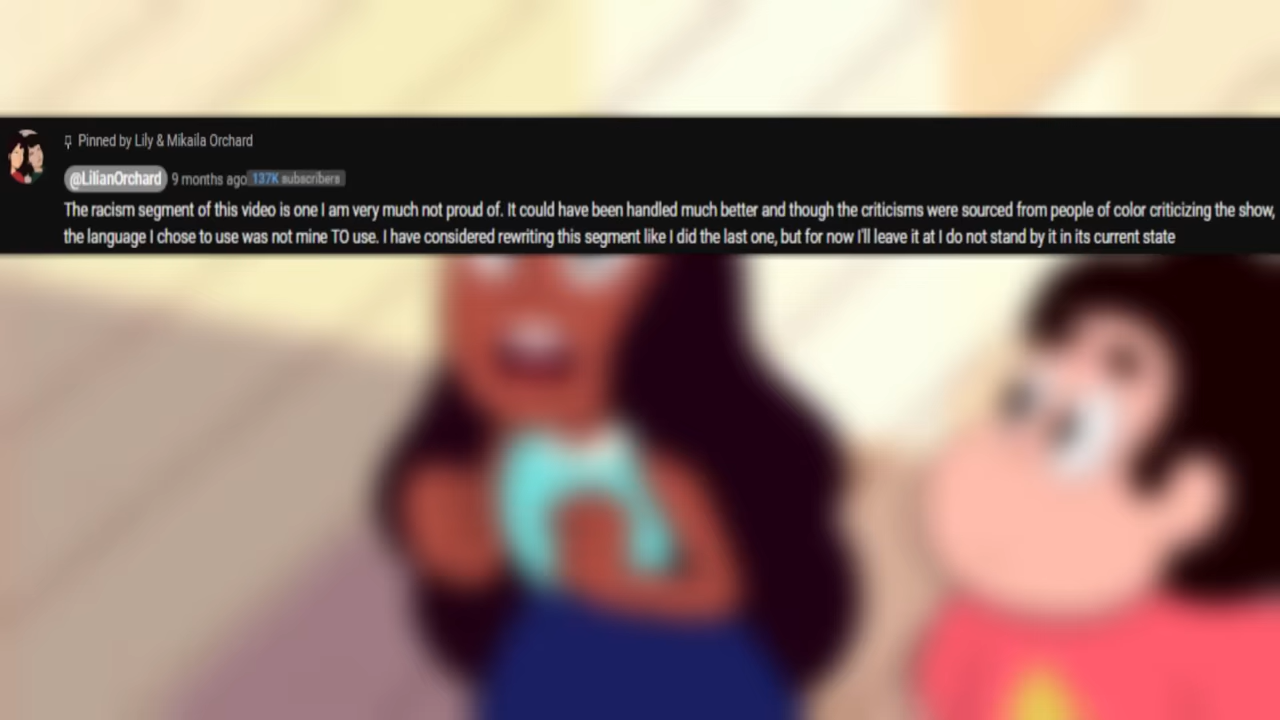 Pinned by Lily & Mikaila Orchard
@LilianOrchard 9 months ago 137K subscribers
The racism segment of this video is one I am very much not proud of. It could have been handled much better and though the criticisms were sourced from people of color criticizing the show,
the language I chose to use was not mine TO use. I have considered rewriting this segment like I did the last one, but for now I'll leave it at I do not stand by it in its current state